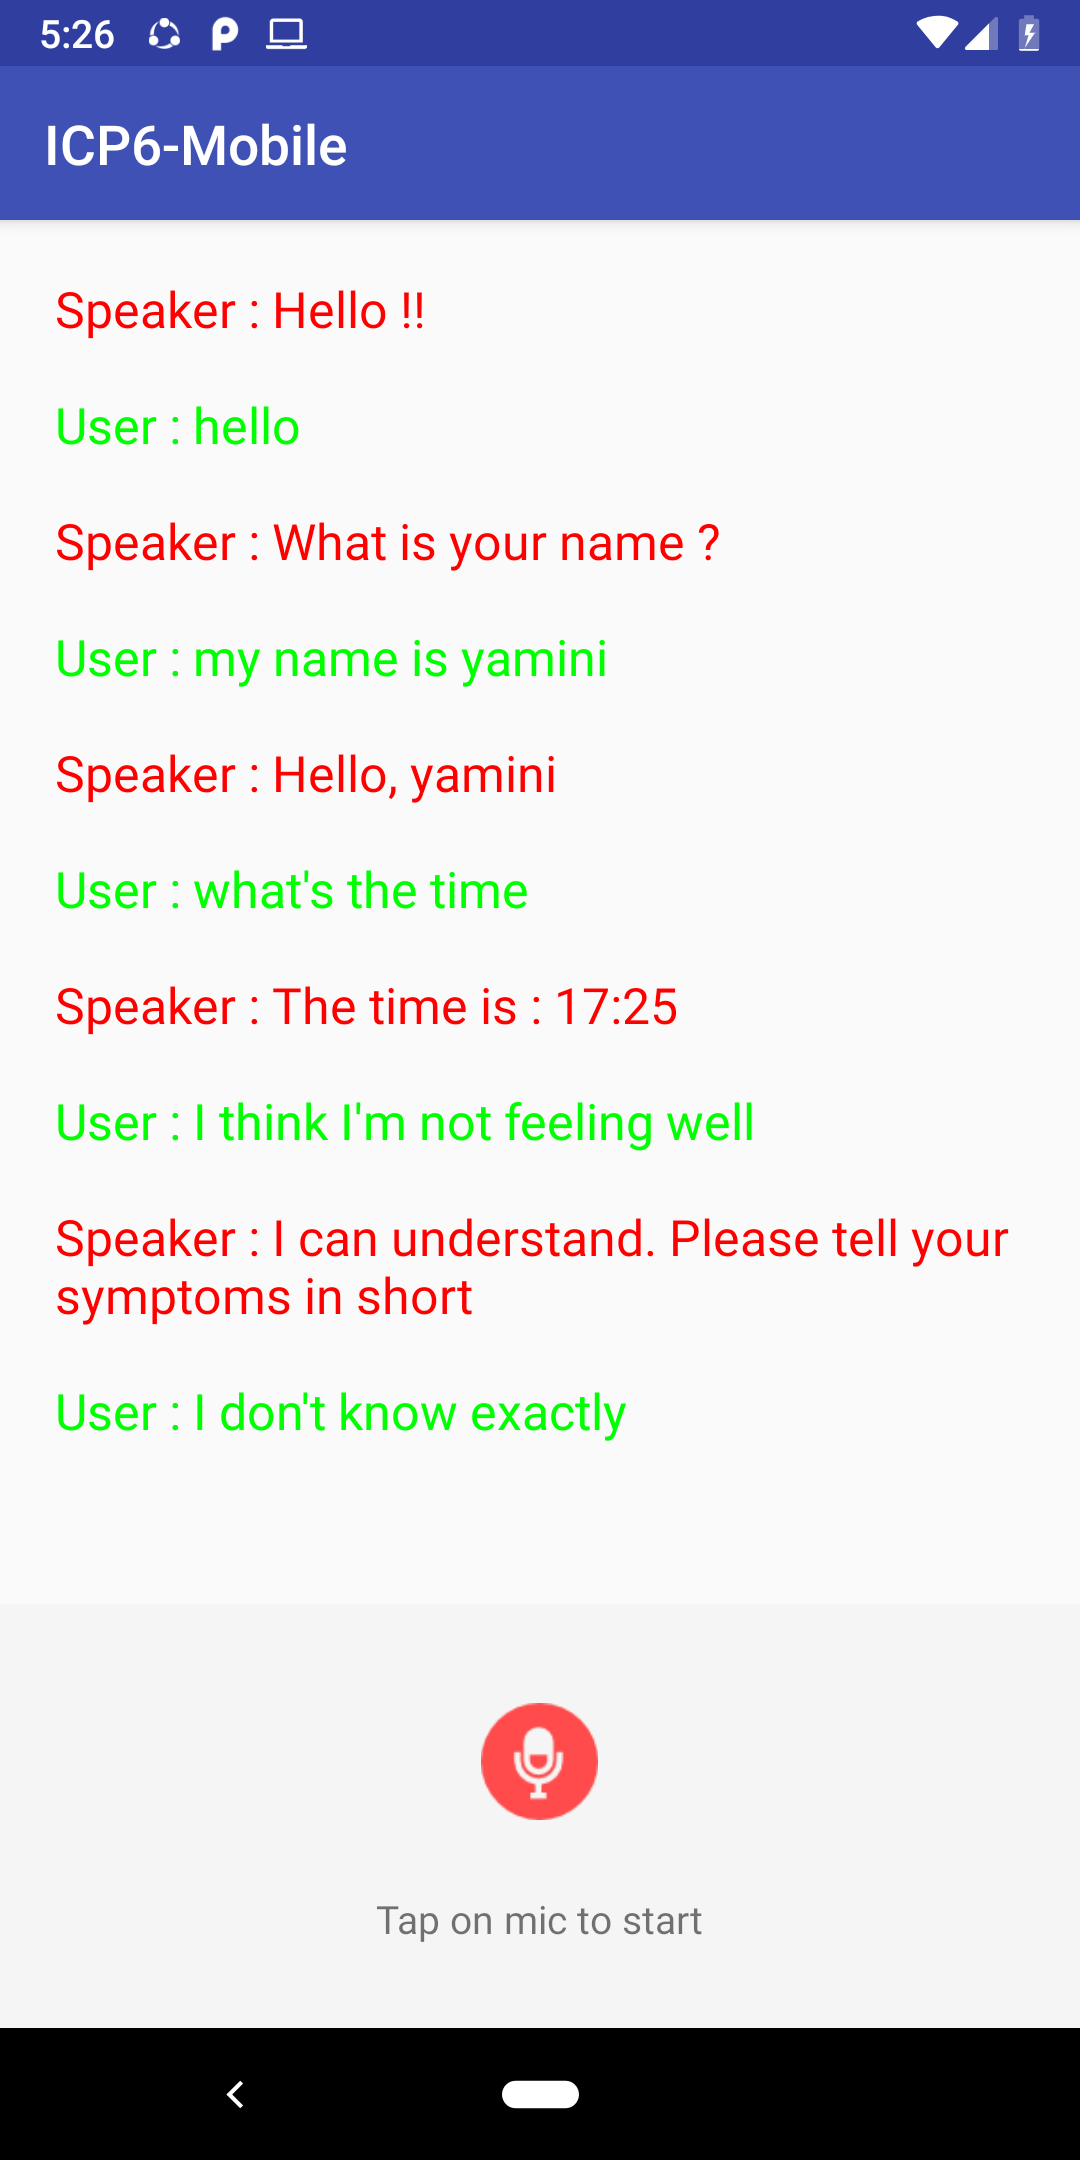 5:26
ICP6-Mobile
Speaker : Hello !!
User : hello
Speaker : What is your name ?
User : my name is yamini
Speaker : Hello, yamini
User : what's the time
Speaker : The time is : 17:25
User : I think I'm not feeling well
Speaker : I can understand. Please tell your
symptoms in short
User : I don't know exactly
Tap on mic to start